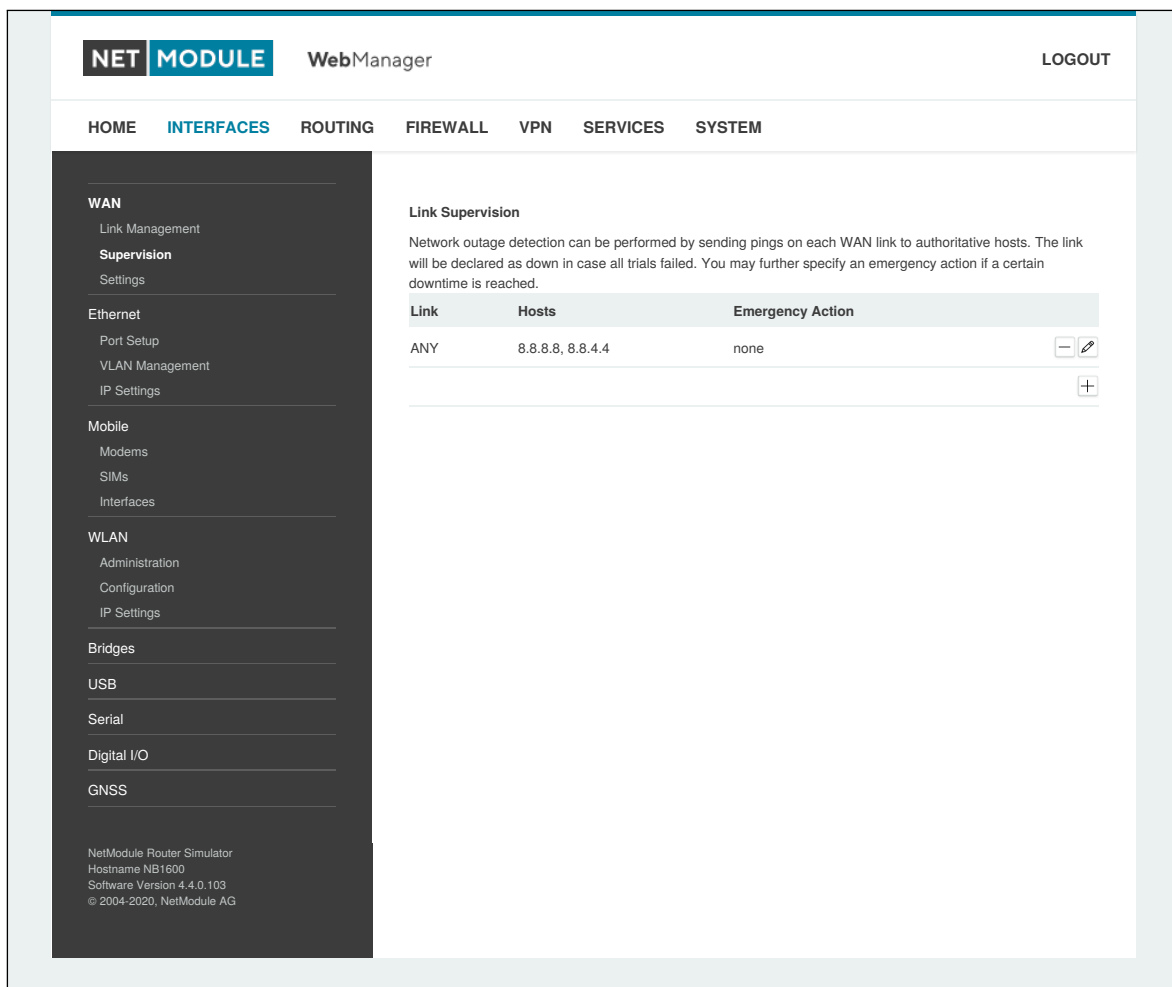 NET MODULE WebManager LOGOUT
HOME INTERFACES ROUTING FIREWALL VPN SERVICES SYSTEM
WAN
Link Management
Supervision
Settings
Ethernet
Port Setup
VLAN Management
IP Settings
Mobile
Modems
SIMs
Interfaces
WLAN
Administration
Configuration
IP Settings
Bridges
USB
Serial
Digital I/O
GNSS
NetModule Router Simulator
Hostname NB1600
Software Version 4.4.0.103
© 2004-2020, NetModule AG
Link Supervision
Network outage detection can be performed by sending pings on each WAN link to authoritative hosts. The link
will be declared as down in case all trials failed. You may further specify an emergency action if a certain
downtime is reached.
Link Hosts Emergency Action
ANY 8.8.8.8, 8.8.4.4 none